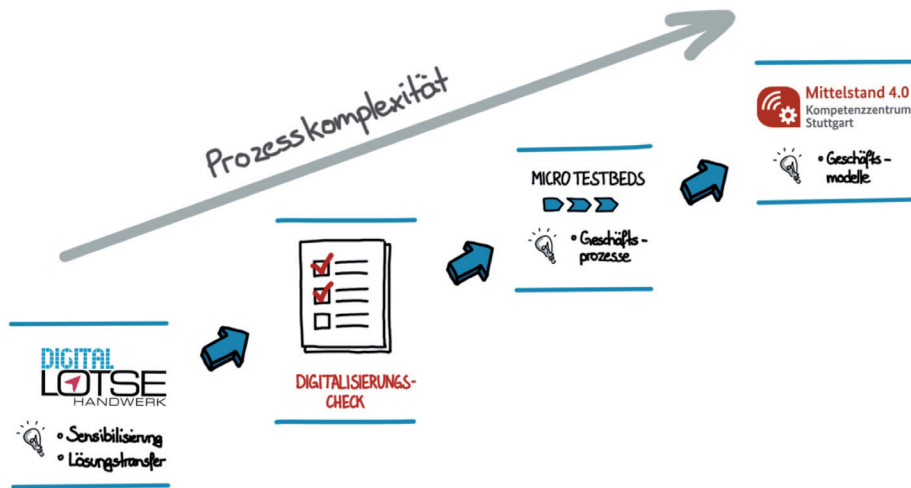 Prozesskomplexität
Mittelstand 4.0
Kompetenzzentrum
Stuttgart
• Geschäfts-
modelle
MICRO TESTBEDS
• Geschäfts-
prozesse
DIGITALISIERUNGS-
CHECK
DIGITAL
LOTSE
HANDWERK
• Sensibilisierung
• Lösungstransfer